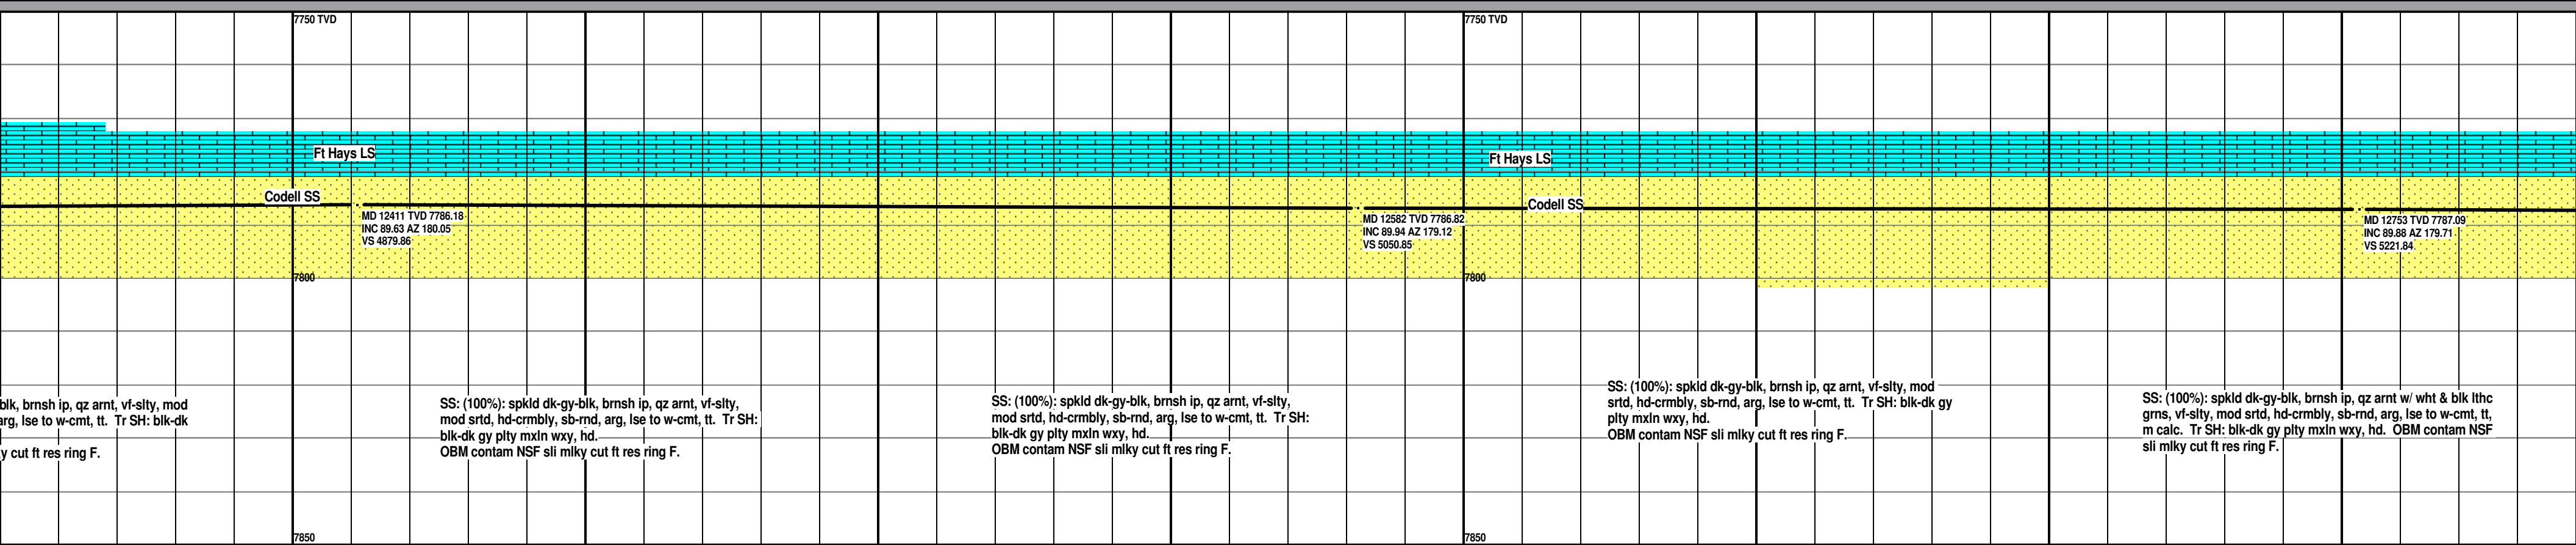 7750 TVD
7750 TVD
Ft Hays LS
Ft Hays LS
Codell SS
Codell SS
MD 12411 TVD 7786.18
INC 89.63 AZ 180.05
VS 4879.86
MD 12582 TVD 7786.82
INC 89.94 AZ 179.12
VS 5050.85
MD 12753 TVD 7787.09
INC 89.88 AZ 179.71
VS 5221.84
7800
7800
blk, brnsh ip, qz arnt, vf-slty, mod
arg, lse to w-cmt, tt. Tr SH: blk-dk
y cut ft res ring F.
SS: (100%): spkld dk-gy-blk, brnsh ip, qz arnt, vf-slty,
mod srtd, hd-crmbly, sb-rnd, arg, lse to w-cmt, tt. Tr SH:
blk-dk gy plty mxln wxy, hd.
OBM contam NSF sli mlky cut ft res ring F.
SS: (100%): spkld dk-gy-blk, brnsh ip, qz arnt, vf-slty,
mod srtd, hd-crmbly, sb-rnd, arg, lse to w-cmt, tt. Tr SH:
blk-dk gy plty mxln wxy, hd.
OBM contam NSF sli mlky cut ft res ring F.
SS: (100%): spkld dk-gy-blk, brnsh ip, qz arnt, vf-slty, mod
srtd, hd-crmbly, sb-rnd, arg, lse to w-cmt, tt. Tr SH: blk-dk gy
plty mxln wxy, hd.
OBM contam NSF sli mlky cut ft res ring F.
SS: (100%): spkld dk-gy-blk, brnsh ip, qz arnt w/ wht & blk lthc
grns, vf-slty, mod srtd, hd-crmbly, sb-rnd, arg, lse to w-cmt, tt,
m calc. Tr SH: blk-dk gy plty mxln wxy, hd. OBM contam NSF
sli mlky cut ft res ring F.
7850
7850